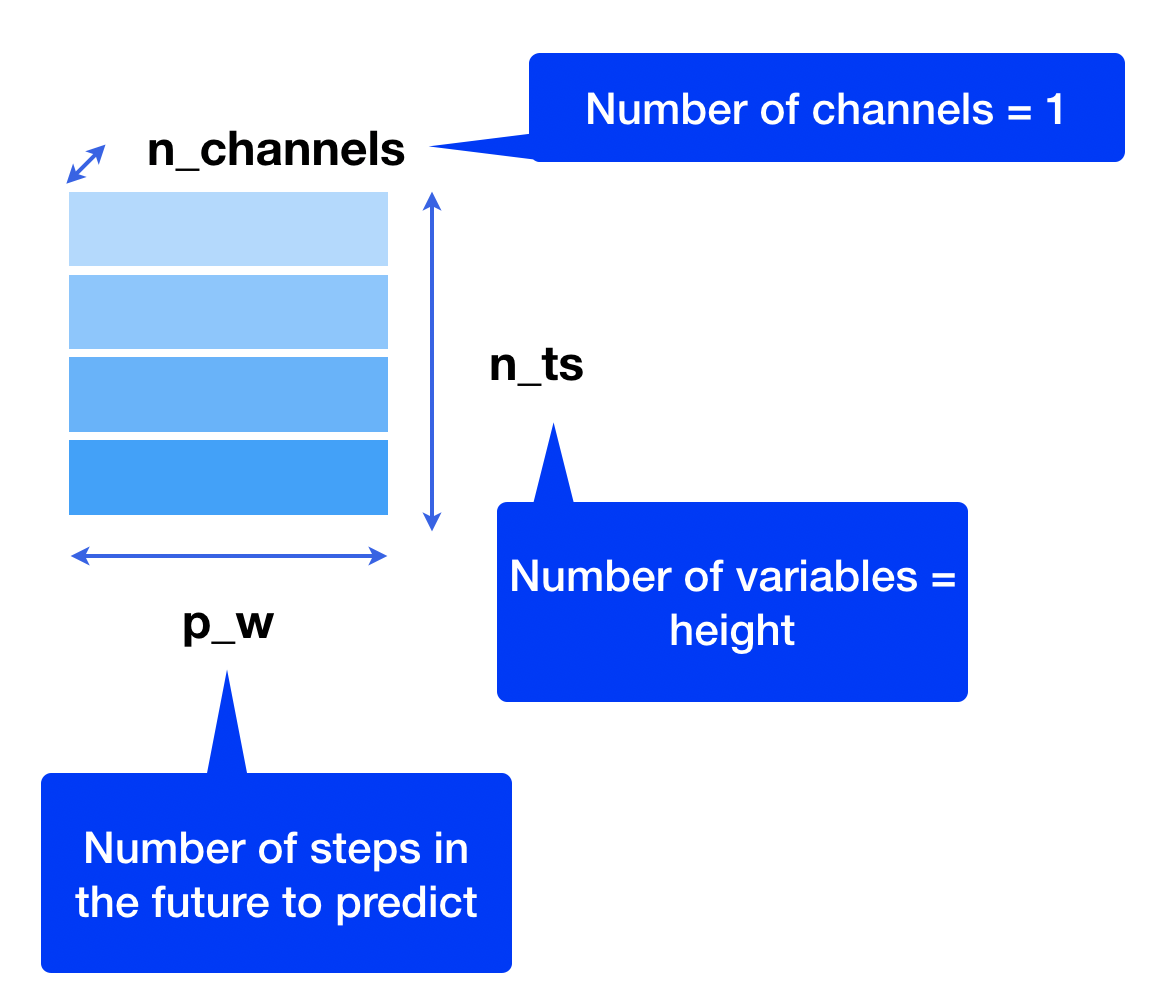 Number of channels = 1
n_channels
n_ts
Number of variables =
height
p_w
Number of steps in
the future to predict